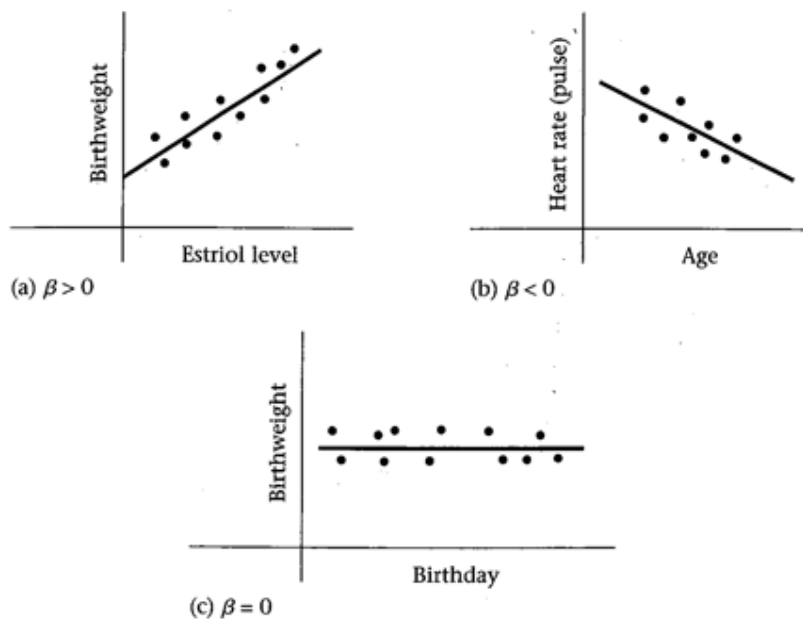 Birthweight
Estriol level
(a) β > 0
Heart rate (pulse)
Age
(b) β < 0
Birthweight
Birthday
(c) β = 0